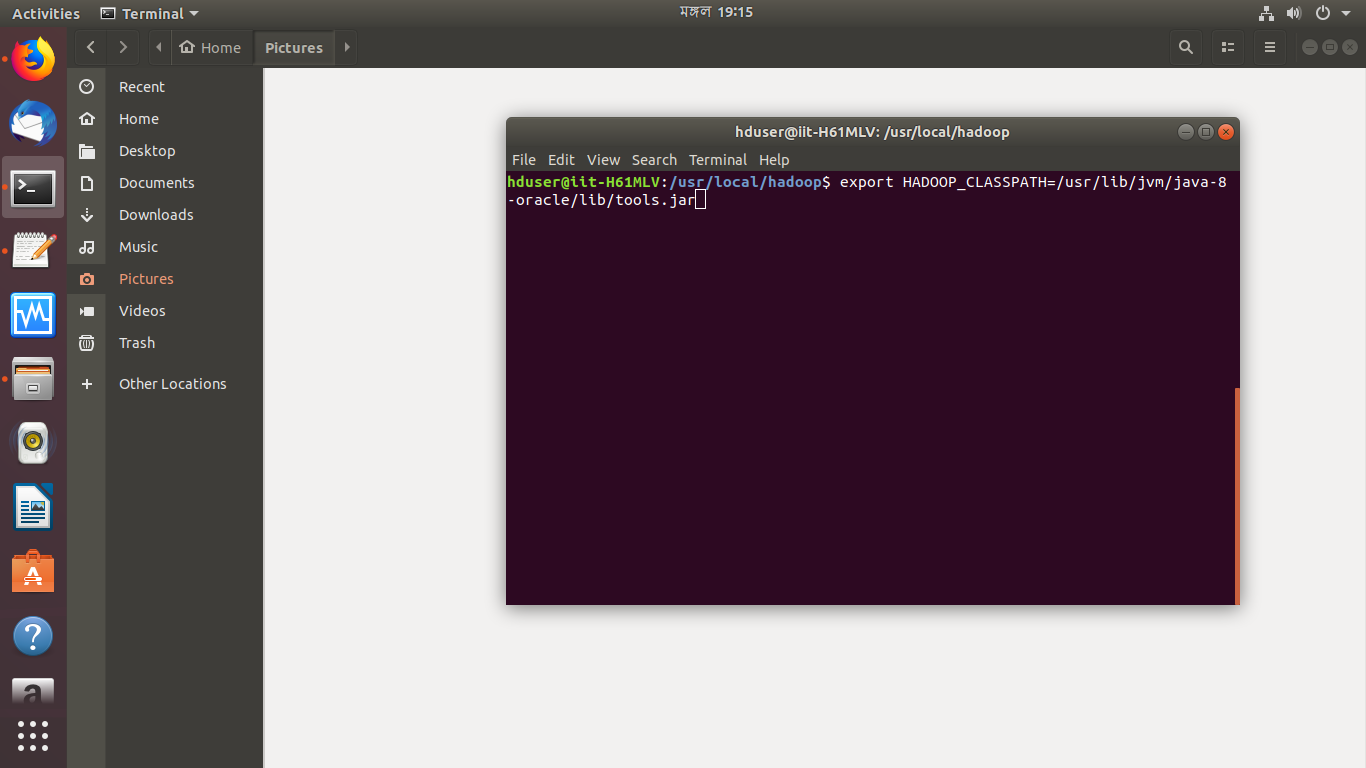 Activities
Terminal
মঙ্গল 19:15
Home
Pictures
Recent
Home
Desktop
Documents
Downloads
Music
Pictures
Videos
Trash
Other Locations
hduser@iit-H61MLV: /usr/local/hadoop
File Edit View Search Terminal Help
hduser@iit-H61MLV:/usr/local/hadoop$ export HADOOP_CLASSPATH=/usr/lib/jvm/java-8
-oracle/lib/tools.jar